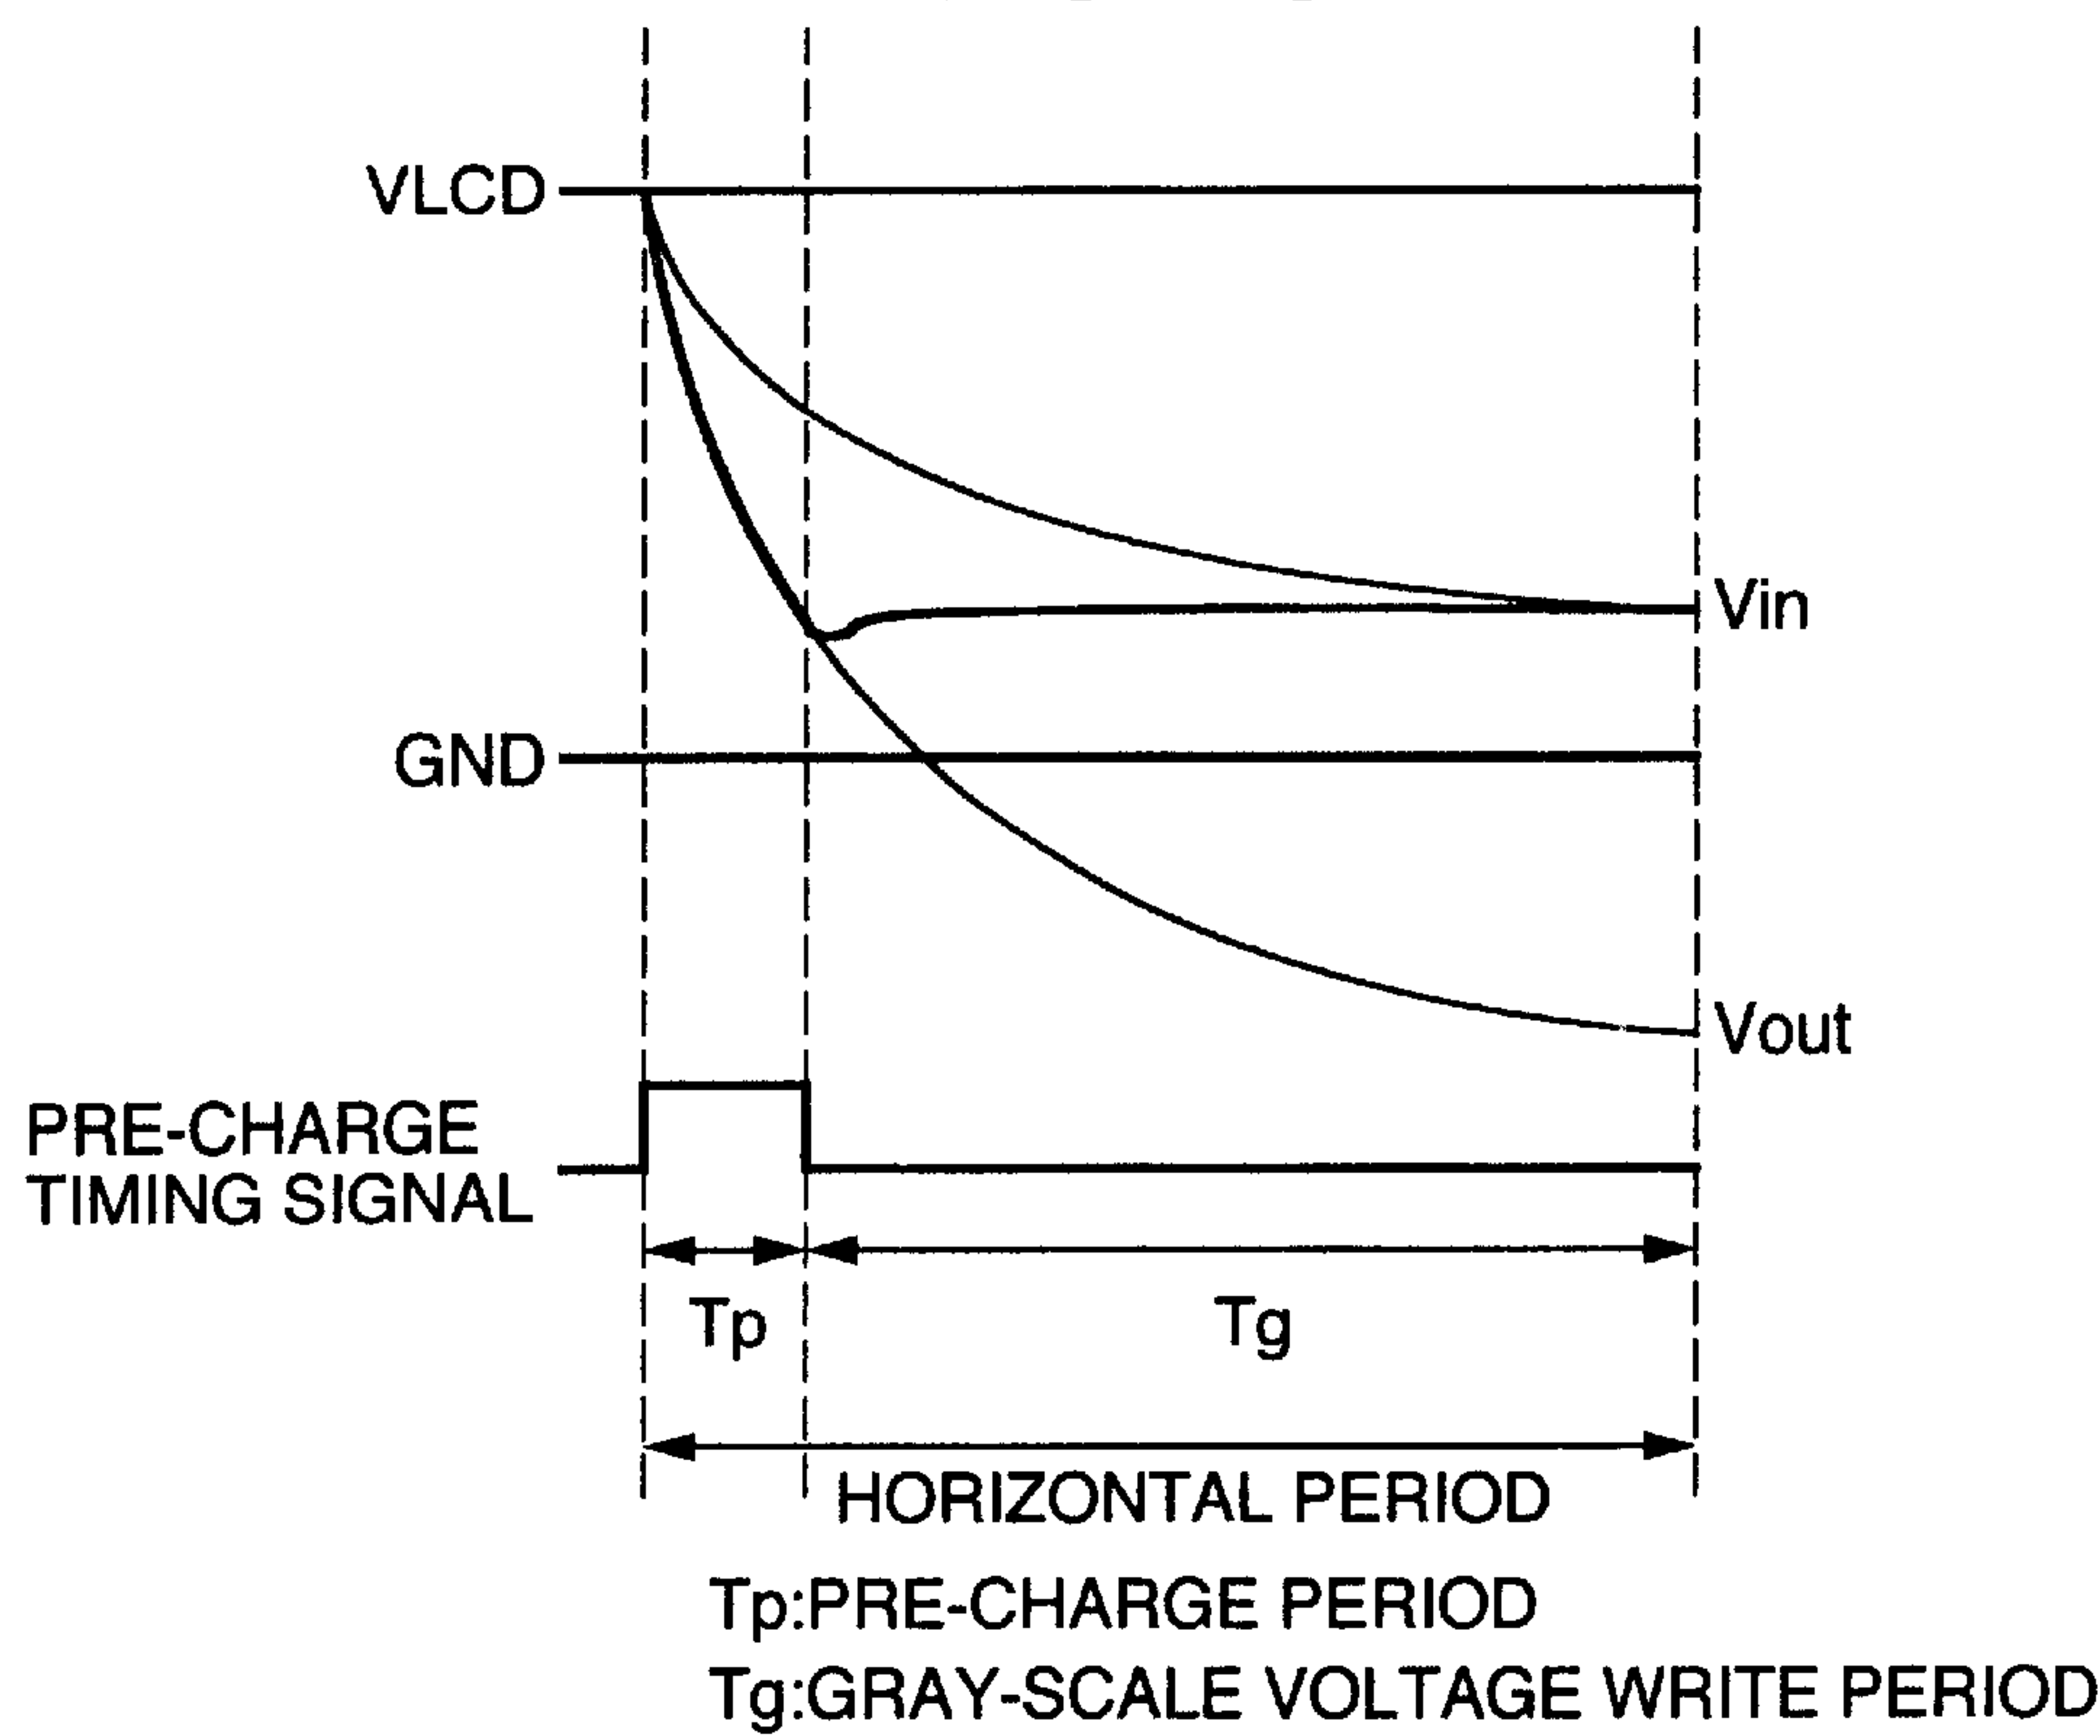 VLCD
Vin
GND
Vout
PRE-CHARGE
TIMING SIGNAL
Tp
Tg
HORIZONTAL PERIOD
Tp:PRE-CHARGE PERIOD
Tg:GRAY-SCALE VOLTAGE WRITE PERIOD